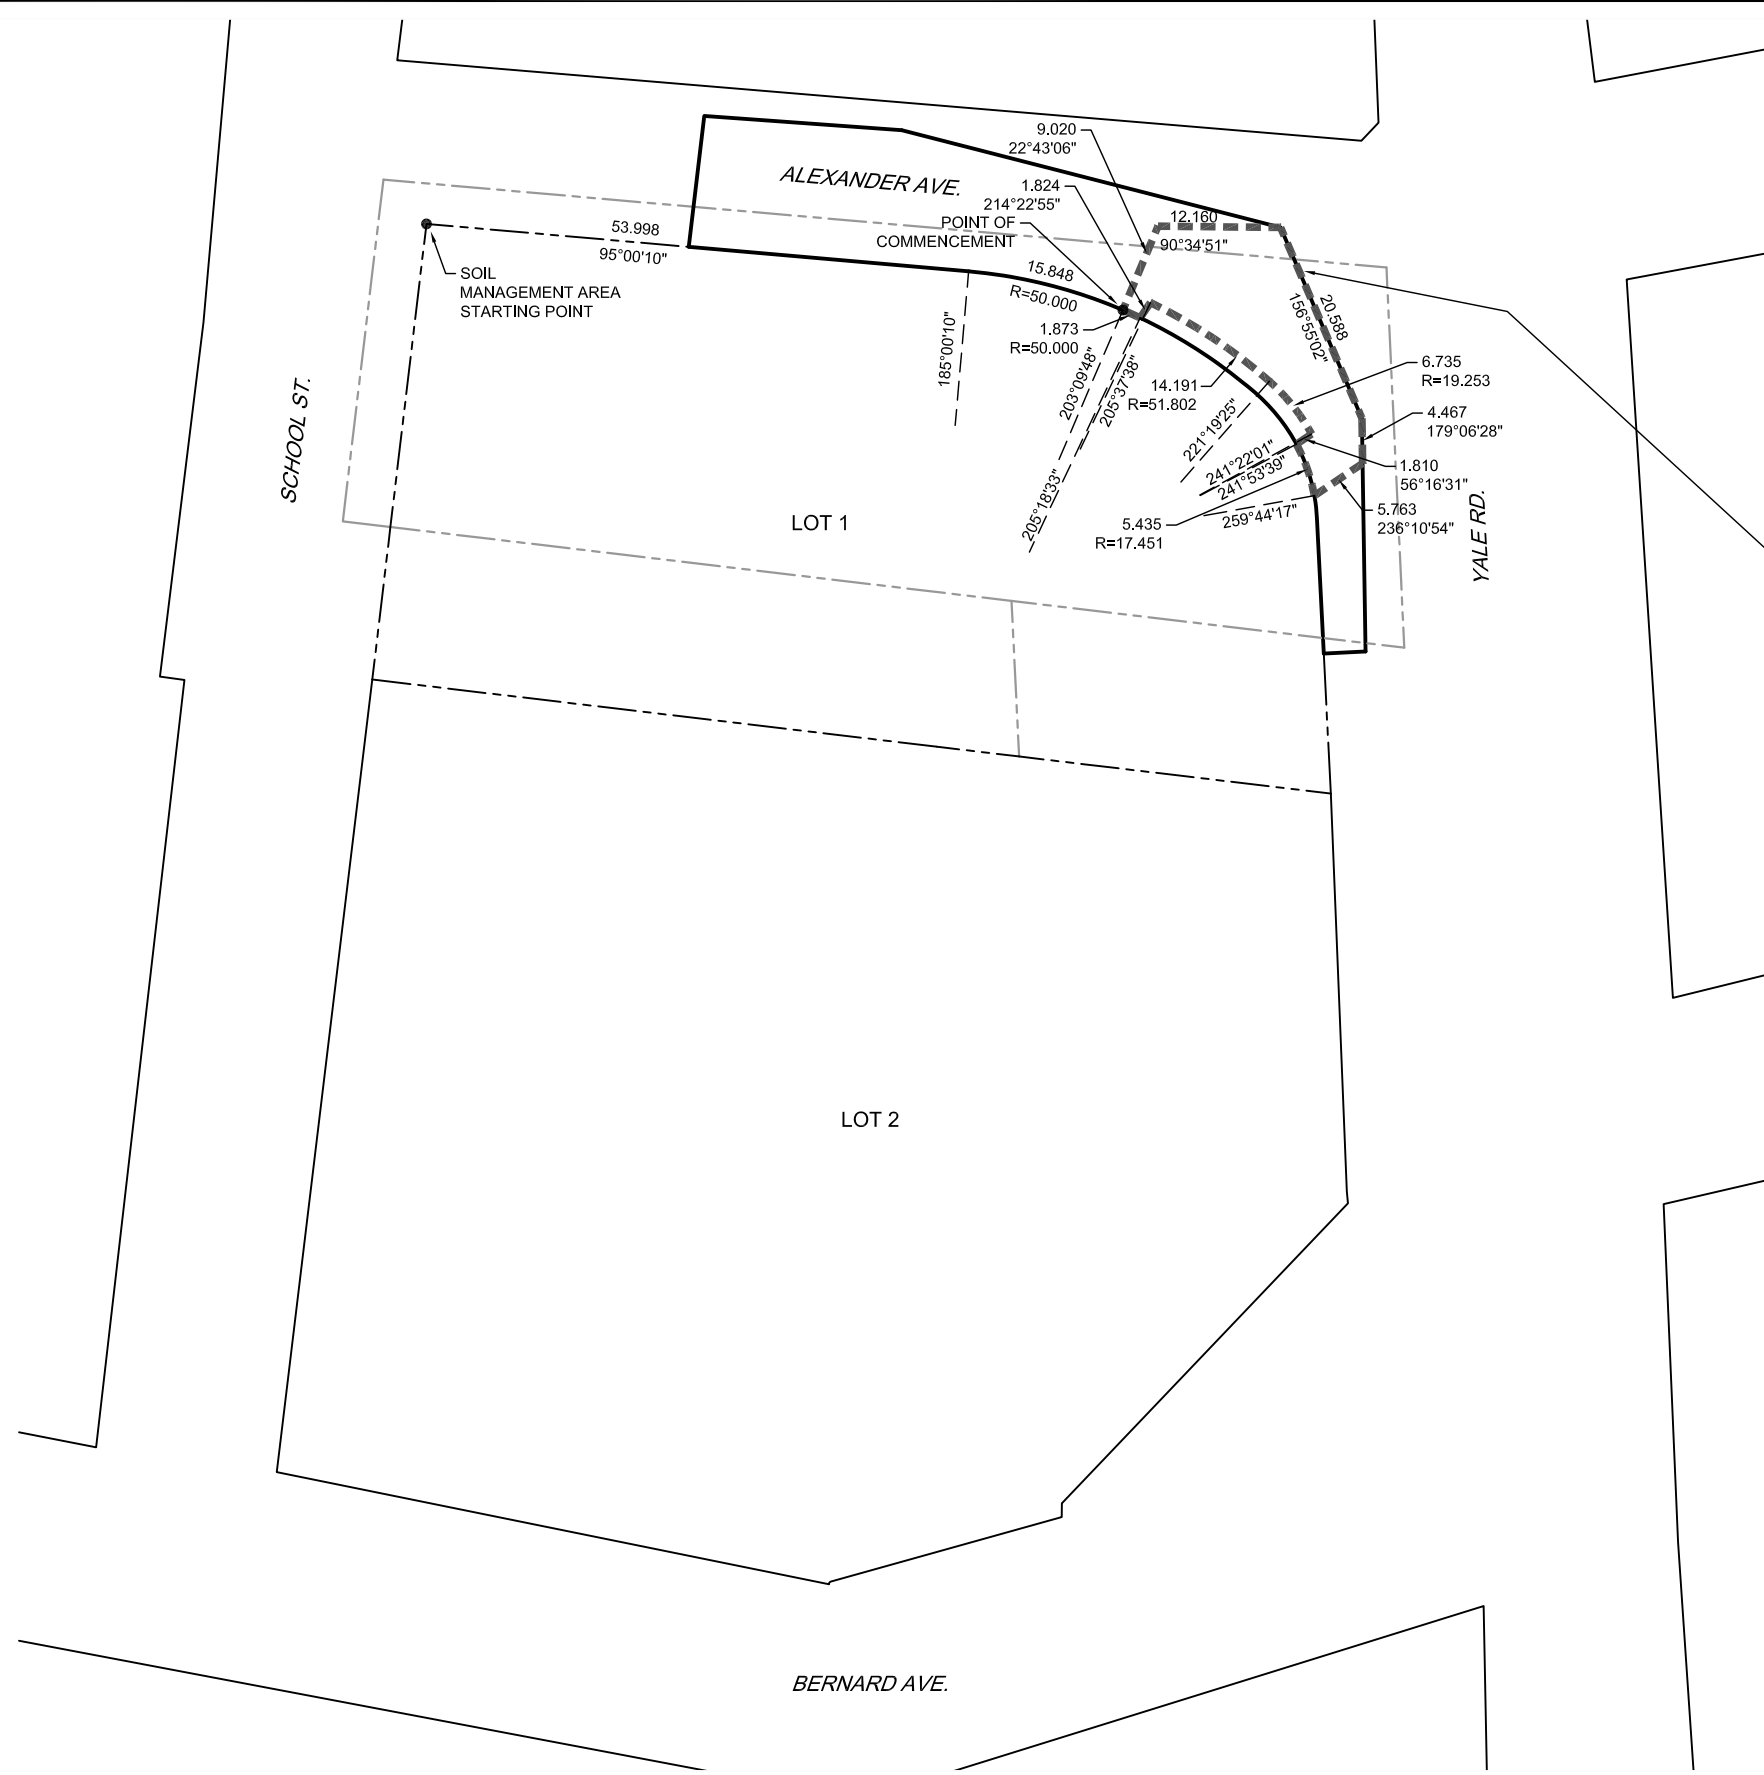 9.020
22°43'06"
ALEXANDER AVE.
1.824
214°22'55"
POINT OF
COMMENCEMENT
12.160
90°34'51"
53.998
95°00'10"
SOIL
MANAGEMENT AREA
STARTING POINT
15.848
R=50.000
1.873
R=50.000
20.588
156°55'02"
185°00'10"
203°09'48"
205°37'38"
6.735
R=19.253
14.191
R=51.802
4.467
179°06'28"
SCHOOL ST.
221°19'25"
241°22'01"
241°53'39"
1.810
56°16'31"
205°18'33"
5.763
236°10'54"
259°44'17"
5.435
R=17.451
LOT 1
YALE RD.
LOT 2
BERNARD AVE.